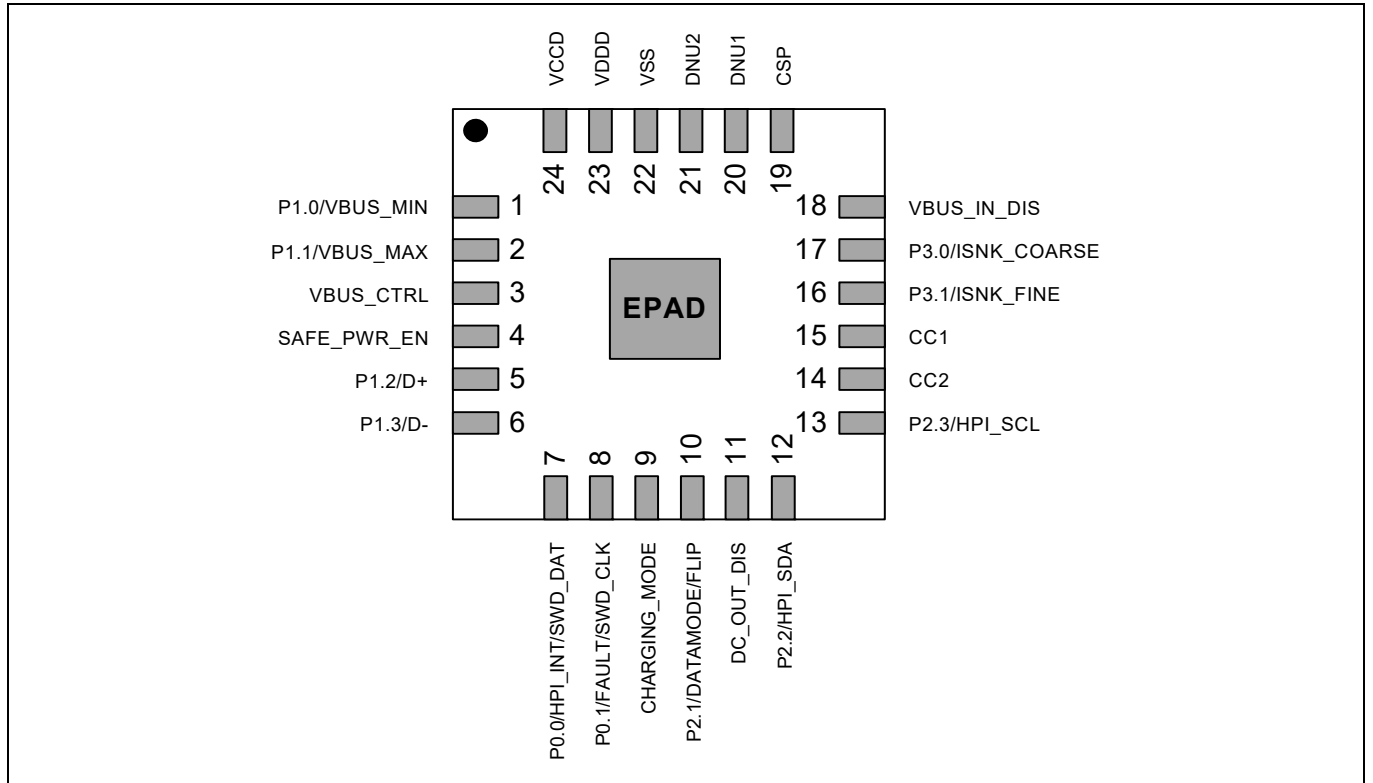 VCCD
VDDD
VSS
DNU2
DNU1
CSP
24
23
22
21
20
19
P1.0/VBUS_MIN 1
P1.1/VBUS_MAX 2
VBUS_CTRL 3
SAFE_PWR_EN 4
P1.2/D+ 5
P1.3/D- 6
EPAD
18 VBUS_IN_DIS
17 P3.0/ISNK_COARSE
16 P3.1/ISNK_FINE
15 CC1
14 CC2
13 P2.3/HPI_SCL
7
8
9
10
11
12
P0.0/HPI_INT/SWD_DAT
P0.1/FAULT/SWD_CLK
CHARGING_MODE
P2.1/DATAMODE/FLIP
DC_OUT_DIS
P2.2/HPI_SDA